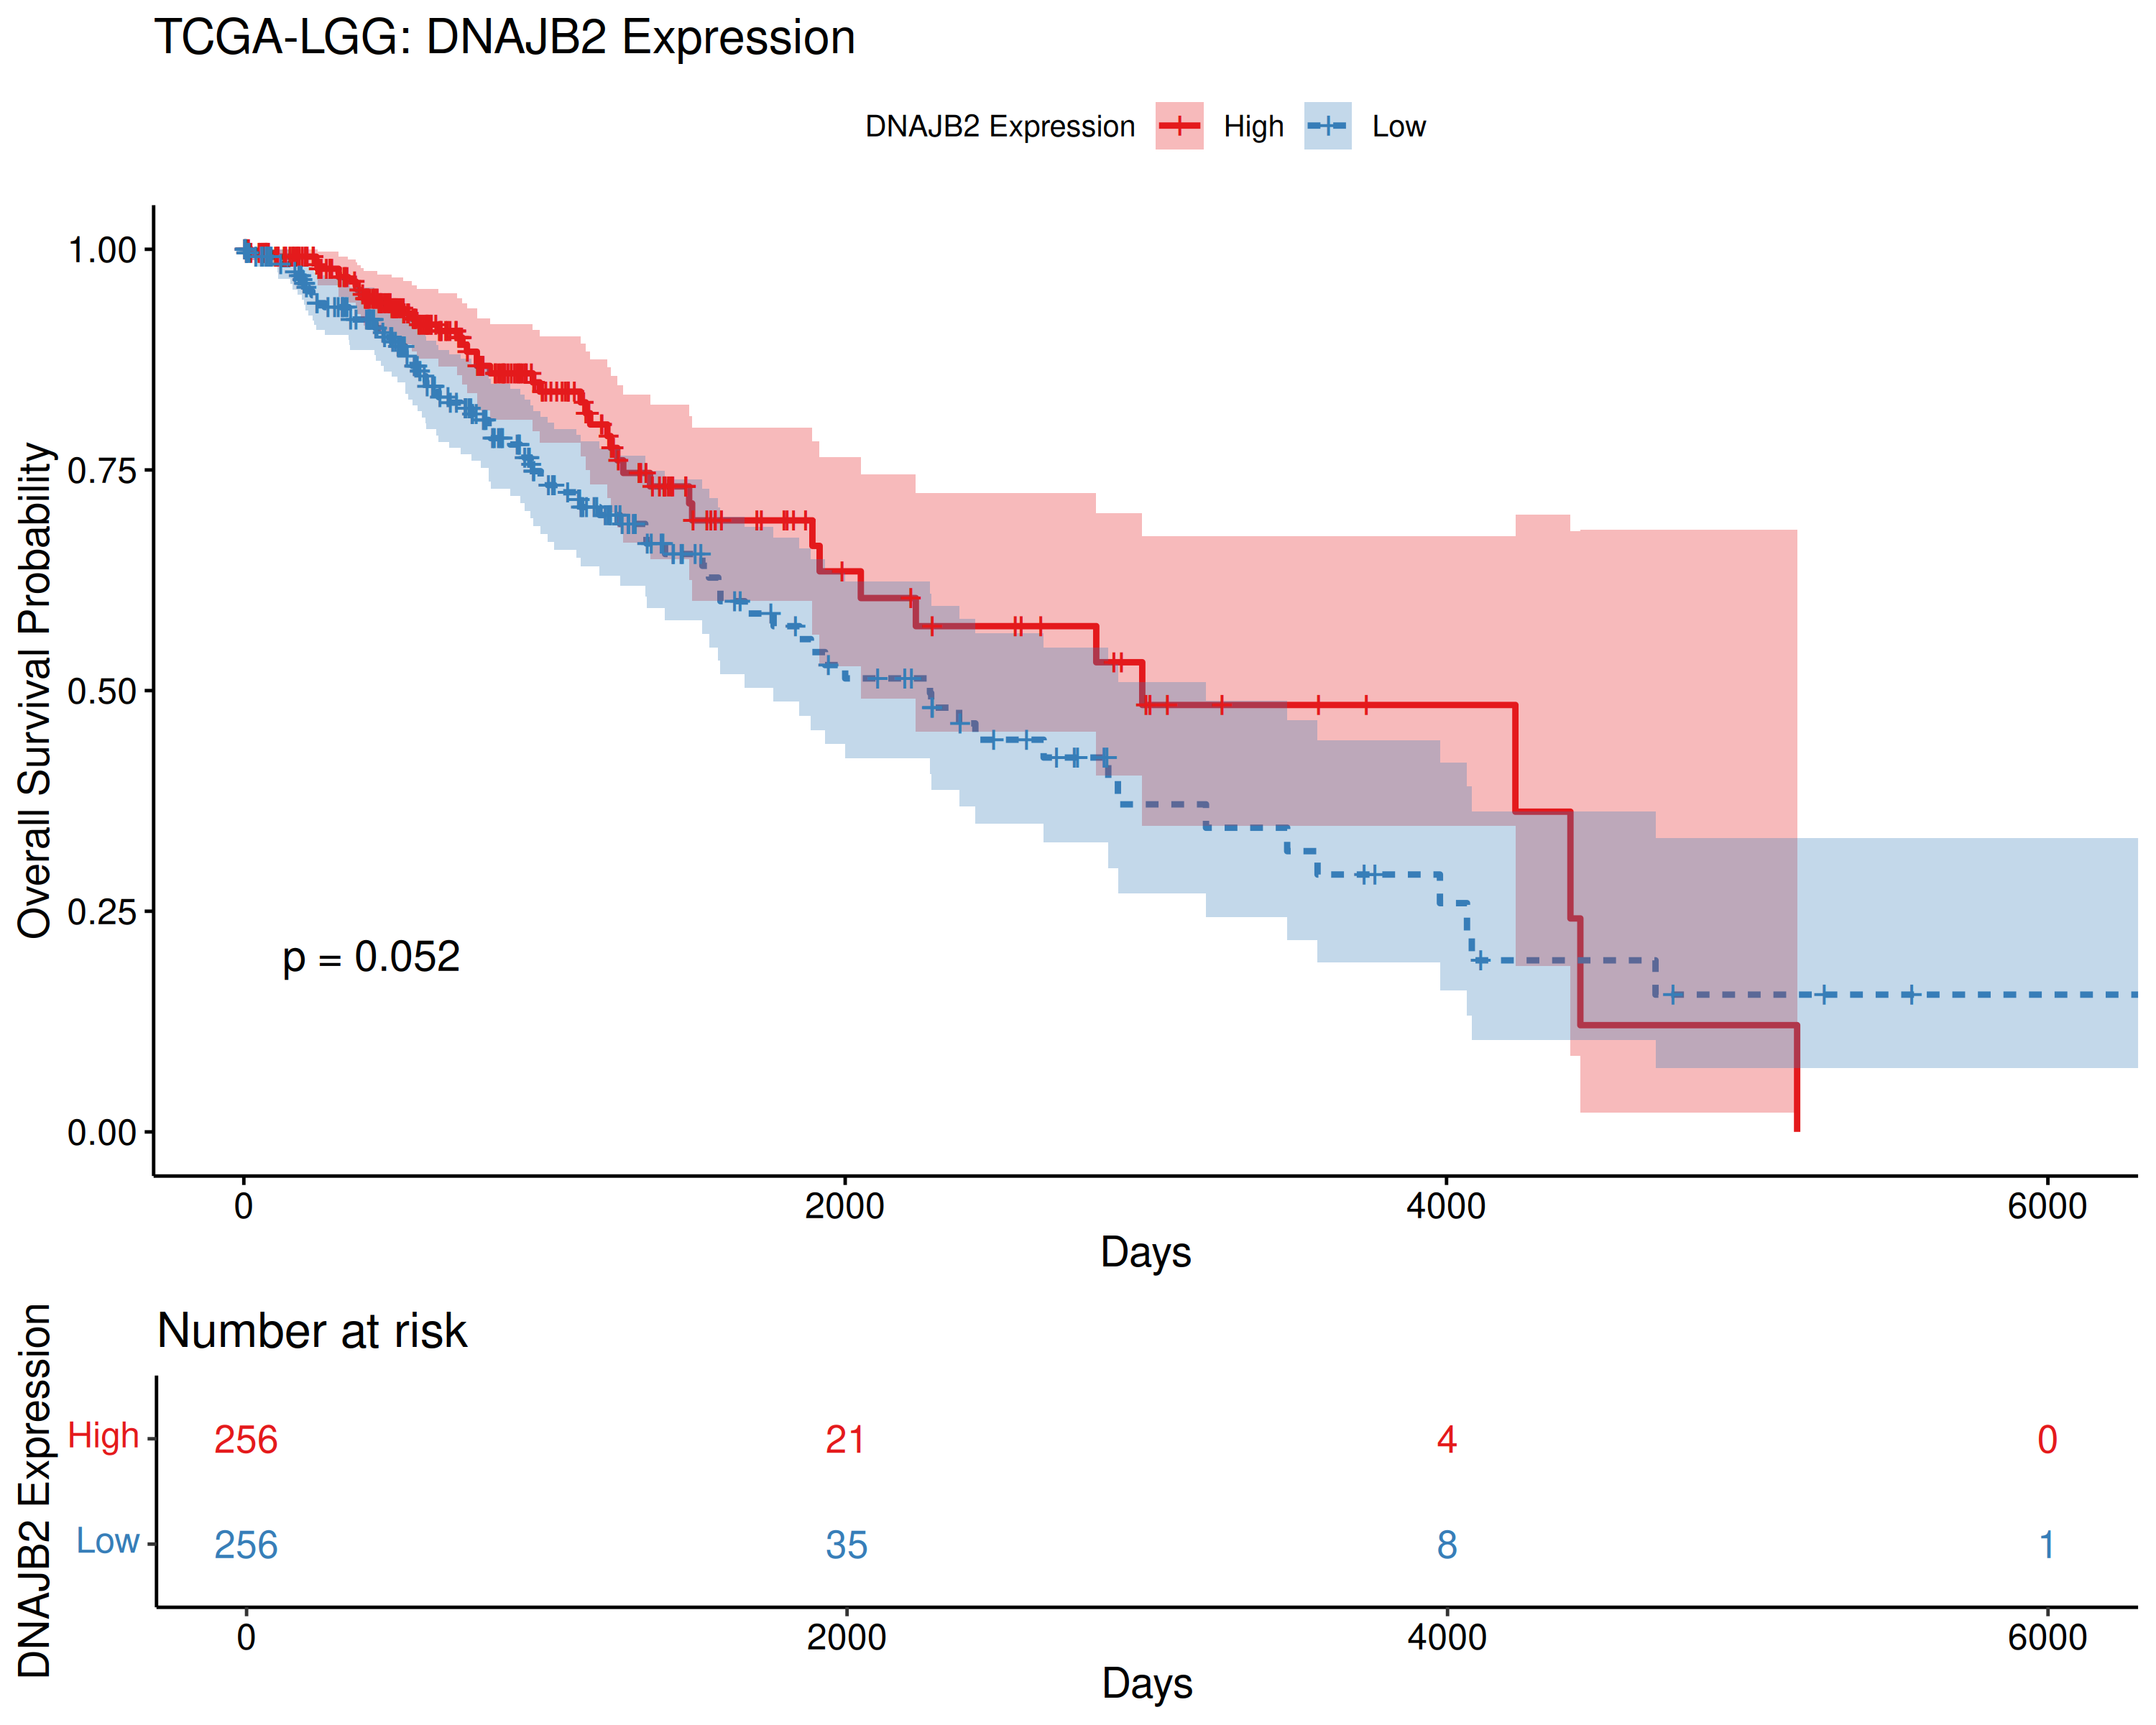 TCGA-LGG: DNAJB2 Expression
DNAJB2 Expression High Low
Overall Survival Probability
1.00
0.75
0.50
0.25
0.00
p = 0.052
0 2000 4000 6000
Days
Number at risk
DNAJB2 Expression
High 256 21 4 0
Low 256 35 8 1
0 2000 4000 6000
Days